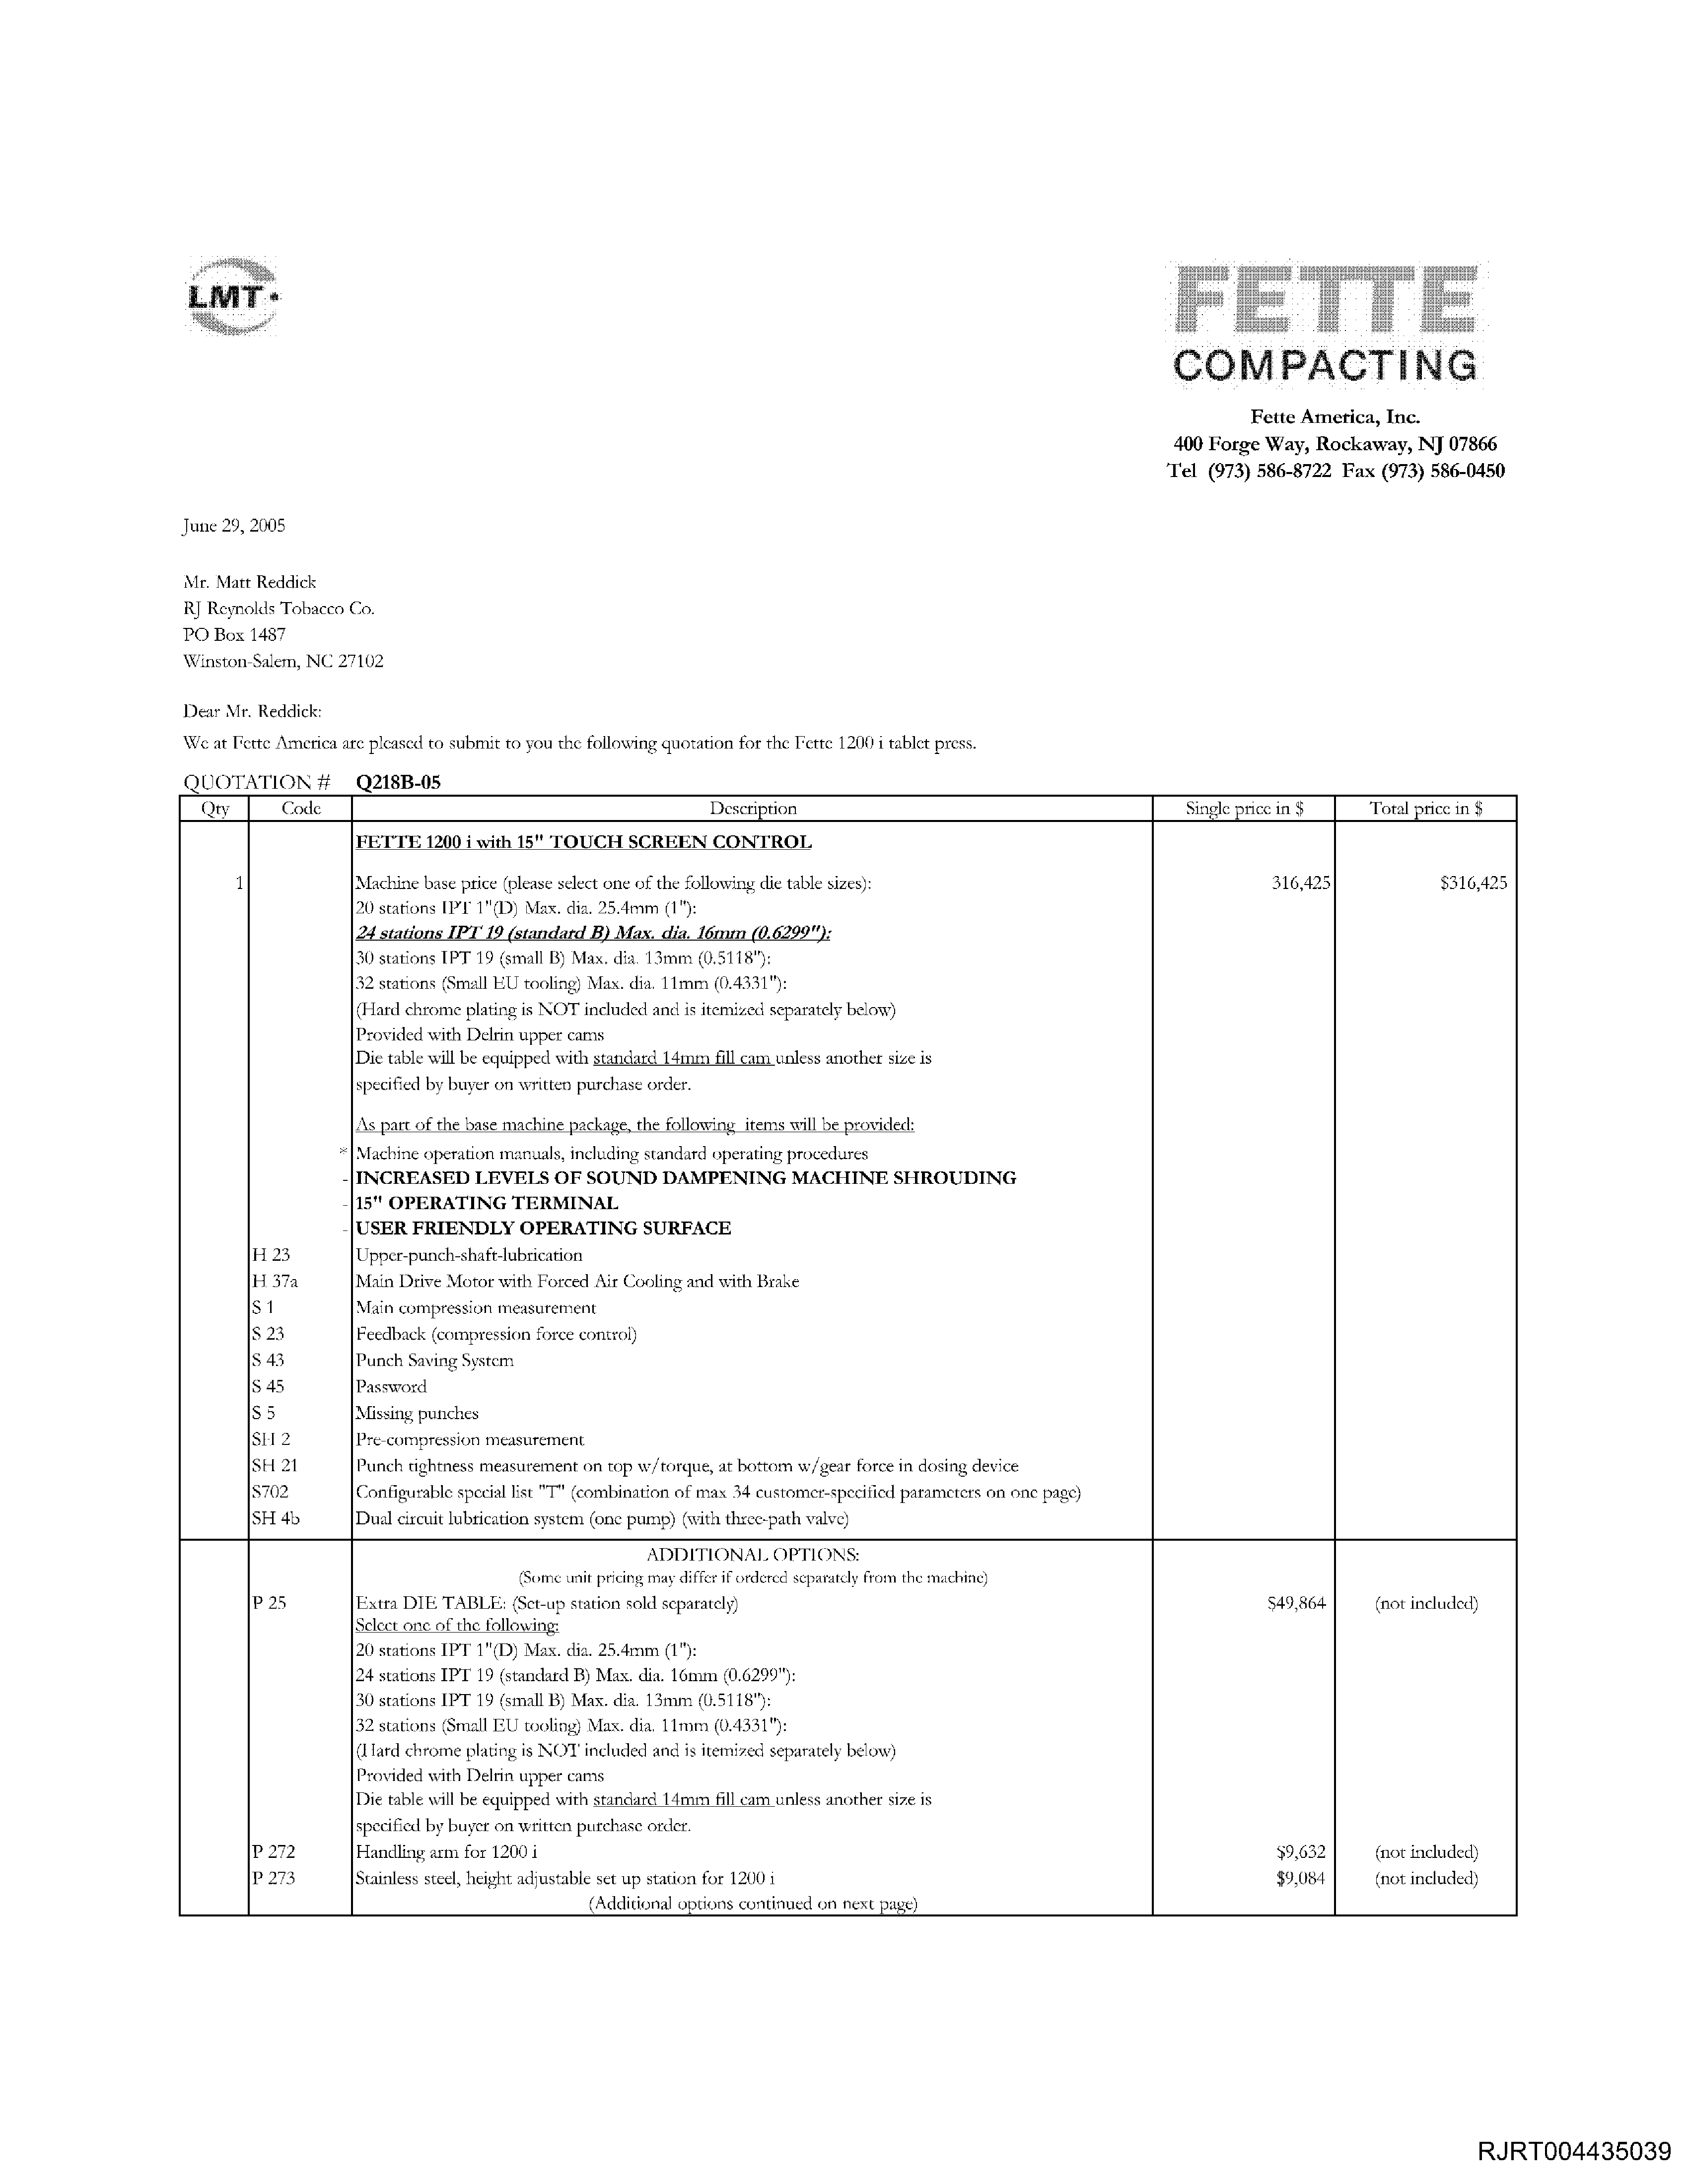 LMT
FETTE
COMPACTING
Fette America, Inc.
400 Forge Way, Rockaway, NJ 07866
Tel (973) 586-8722 Fax (973) 586-0450
June 29, 2005
Mr. Matt Reddick
RJ Reynolds Tobacco Co.
PO Box 1487
Winston-Salem, NC 27102
Dear Mr. Reddick:
We at Fette America are pleased to submit to you the following quotation for the Fette 1200 i tablet press.
QUOTATION # Q218B-05
Qty Code Description Single price in $ Total price in $
FETTE 1200 i with 15" TOUCH SCREEN CONTROL
1 Machine base price (please select one of the following die table sizes): 316,425 $316,425
20 stations IPT 1"(D) Max. dia. 25.4mm (1"):
24 stations IPT 19 (standard B) Max. dia. 16mm (0.6299"):
30 stations IPT 19 (small B) Max. dia. 13mm (0.5118"):
32 stations (Small EU tooling) Max. dia. 11mm (0.4331"):
(Hard chrome plating is NOT included and is itemized separately below)
Provided with Delrin upper cams
Die table will be equipped with standard 14mm fill cam unless another size is
specified by buyer on written purchase order.
As part of the base machine package, the following items will be provided:
* Machine operation manuals, including standard operating procedures
- INCREASED LEVELS OF SOUND DAMPENING MACHINE SHROUDING
- 15" OPERATING TERMINAL
- USER FRIENDLY OPERATING SURFACE
H 23 Upper-punch-shaft-lubrication
H 37a Main Drive Motor with Forced Air Cooling and with Brake
S 1 Main compression measurement
S 23 Feedback (compression force control)
S 43 Punch Saving System
S 45 Password
S 5 Missing punches
SH 2 Pre-compression measurement
SH 21 Punch tightness measurement on top w/torque, at bottom w/gear force in dosing device
S702 Configurable special list "T" (combination of max 34 customer-specified parameters on one page)
SH 4b Dual circuit lubrication system (one pump) (with three-path valve)
ADDITIONAL OPTIONS:
(Some unit pricing may differ if ordered separately from the machine)
P 25 Extra DIE TABLE: (Set-up station sold separately) $49,864 (not included)
Select one of the following:
20 stations IPT 1"(D) Max. dia. 25.4mm (1"):
24 stations IPT 19 (standard B) Max. dia. 16mm (0.6299"):
30 stations IPT 19 (small B) Max. dia. 13mm (0.5118"):
32 stations (Small EU tooling) Max. dia. 11mm (0.4331"):
(Hard chrome plating is NOT included and is itemized separately below)
Provided with Delrin upper cams
Die table will be equipped with standard 14mm fill cam unless another size is
specified by buyer on written purchase order.
P 272 Handling arm for 1200 i $9,632 (not included)
P 273 Stainless steel, height adjustable set up station for 1200 i $9,084 (not included)
(Additional options continued on next page)
RJRT004435039